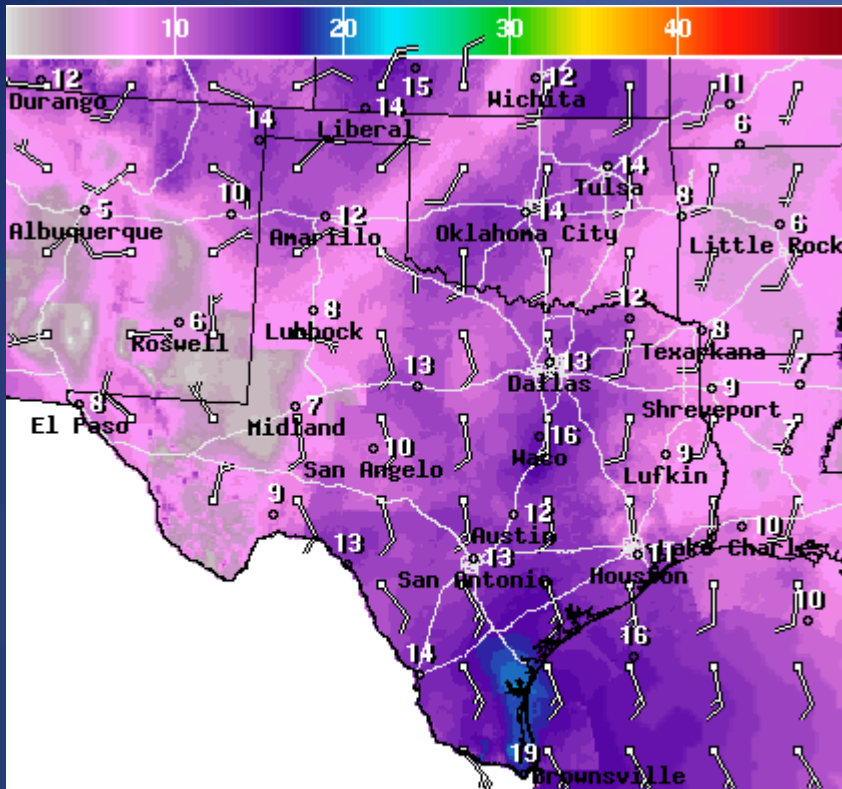 10 20 30 40
12 15 12 11
Durango Wichita
14 14 6
Liberal
14
Tulsa
5 10 12 14 8 6
Albuquerque Amarillo Oklahoma City Little Rock
6 8 12 8
Roswell Lubbock Texarkana
13 13 7
Dallas
8 7 9
El Paso Midland Shreveport
10 16 9 7
San Angelo Waco Lufkin
9 12 10
Austin Lake Charles
13 13 11
San Antonio Houston
10
14 16
19
Brownsville